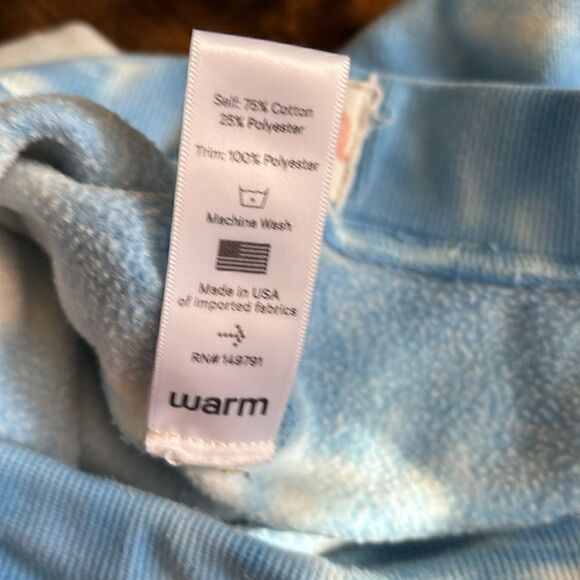 Self: 75% Cotton
25% Polyester
Trim: 100% Polyester
Machine Wash
Made in USA
of imported fabrics
RN# 149791
warm